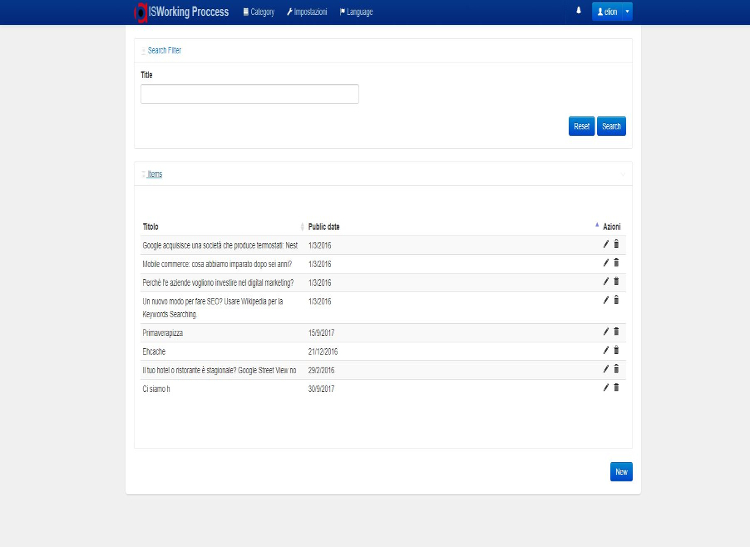 ISWorking Proccess Category Impostazioni Language elion
Search Filter
Title
Reset Search
Items
Titolo Public date Azioni
Google acquisisce una società che produce termostati: Nest 1/3/2016
Mobile commerce: cosa abbiamo imparato dopo sei anni? 1/3/2016
Perchè l'e aziende vogliono investire nel digital marketing? 1/3/2016
Un nuovo modo per fare SEO? Usare Wikipedia per la 1/3/2016
Keywords Searching
Primaverapizza 15/9/2017
Ehcache 21/12/2016
Il tuo hotel o ristorante è stagionale? Google Street View no 29/2/2016
Ci siamo h 30/9/2017
New